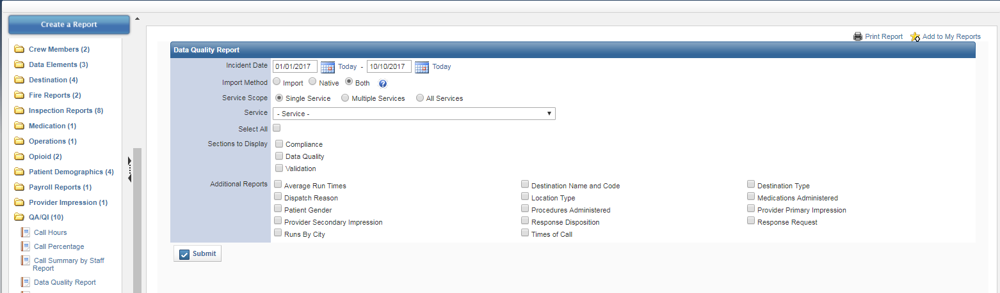 Create a Report
Crew Members (2)
Data Elements (3)
Destination (4)
Fire Reports (2)
Inspection Reports (8)
Medication (1)
Operations (1)
Opioid (2)
Patient Demographics (4)
Payroll Reports (1)
Provider Impression (1)
QA/QI (10)
Call Hours
Call Percentage
Call Summary by Staff
Report
Data Quality Report
Print Report Add to My Reports
Data Quality Report
Incident Date 01/01/2017 Today - 10/10/2017 Today
Import Method Import Native Both ?
Service Scope Single Service Multiple Services All Services
Service - Service -
Select All
Sections to Display Compliance
Data Quality
Validation
Additional Reports Average Run Times Destination Name and Code Destination Type
Dispatch Reason Location Type Medications Administered
Patient Gender Procedures Administered Provider Primary Impression
Provider Secondary Impression Response Disposition Response Request
Runs By City Times of Call
Submit